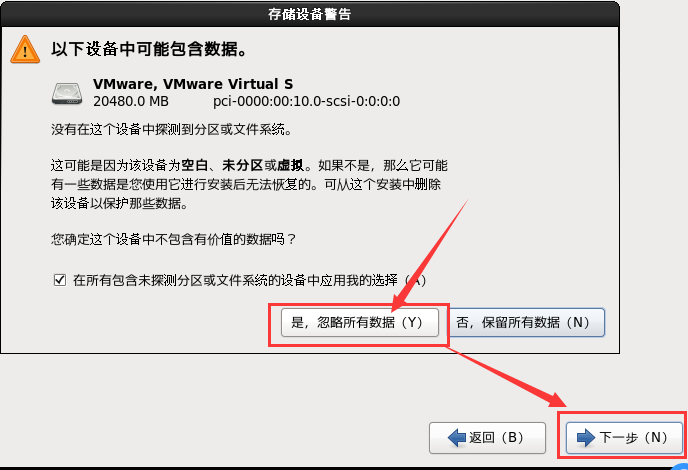 存储设备警告
以下设备中可能包含数据。
VMware, VMware Virtual S
20480.0 MB pci-0000:00:10.0-scsi-0:0:0:0
没有在这个设备中探测到分区或文件系统。
这可能是因为该设备为空白、未分区或虚拟。如果不是，那么它可能
有一些数据是您使用它进行安装后无法恢复的。可从这个安装中删除
该设备以保护那些数据。
您确定这个设备中不包含有价值的数据吗？
在所有包含未探测分区或文件系统的设备中应用我的选择（A）
是，忽略所有数据（Y） 否，保留所有数据（N）
返回（B） 下一步（N）